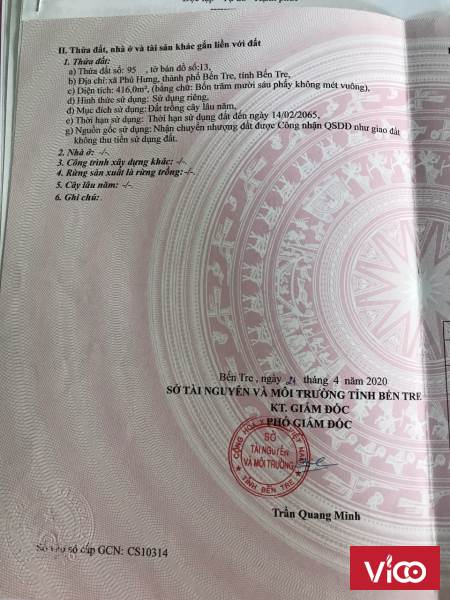 II. Thửa đất, nhà ở và tài sản khác gắn liền với đất
1. Thửa đất:
a) Thửa đất số: 95 , tờ bản đồ số:13,
b) Địa chỉ:xã Phú Hưng, thành phố Bến Tre, tỉnh Bến Tre,
c) Diện tích: 416,0m², (bằng chữ: Bốn trăm mười sáu phẩy không mét vuông),
d) Hình thức sử dụng: Sử dụng riêng,
đ) Mục đích sử dụng:Đất trồng cây lâu năm,
e) Thời hạn sử dụng: Thời hạn sử dụng đất đến ngày 14/02/2065,
g) Nguồn gốc sử dụng: Nhận chuyển nhượng đất được Công nhận QSDĐ như giao đất
không thu tiền sử dụng đất.
2. Nhà ở: -/-.
3. Công trình xây dựng khác: -/-.
4. Rừng sản xuất là rừng trồng: -/-.
5. Cây lâu năm: -/-.
6. Ghi chú:
Bến Tre , ngày tháng 4 năm 2020
SỞ TÀI NGUYÊN VÀ MÔI TRƯỜNG TỈNH BẾN TRE
KT. GIÁM ĐỐC
PHÓ GIÁM ĐỐC
SỞ
TÀI NGUYÊN
VÀ MÔI TRƯỜNG
TỈNH BẾN TRE
Trần Quang Minh
Số vào sổ cấp GCN: CS10314
VICO